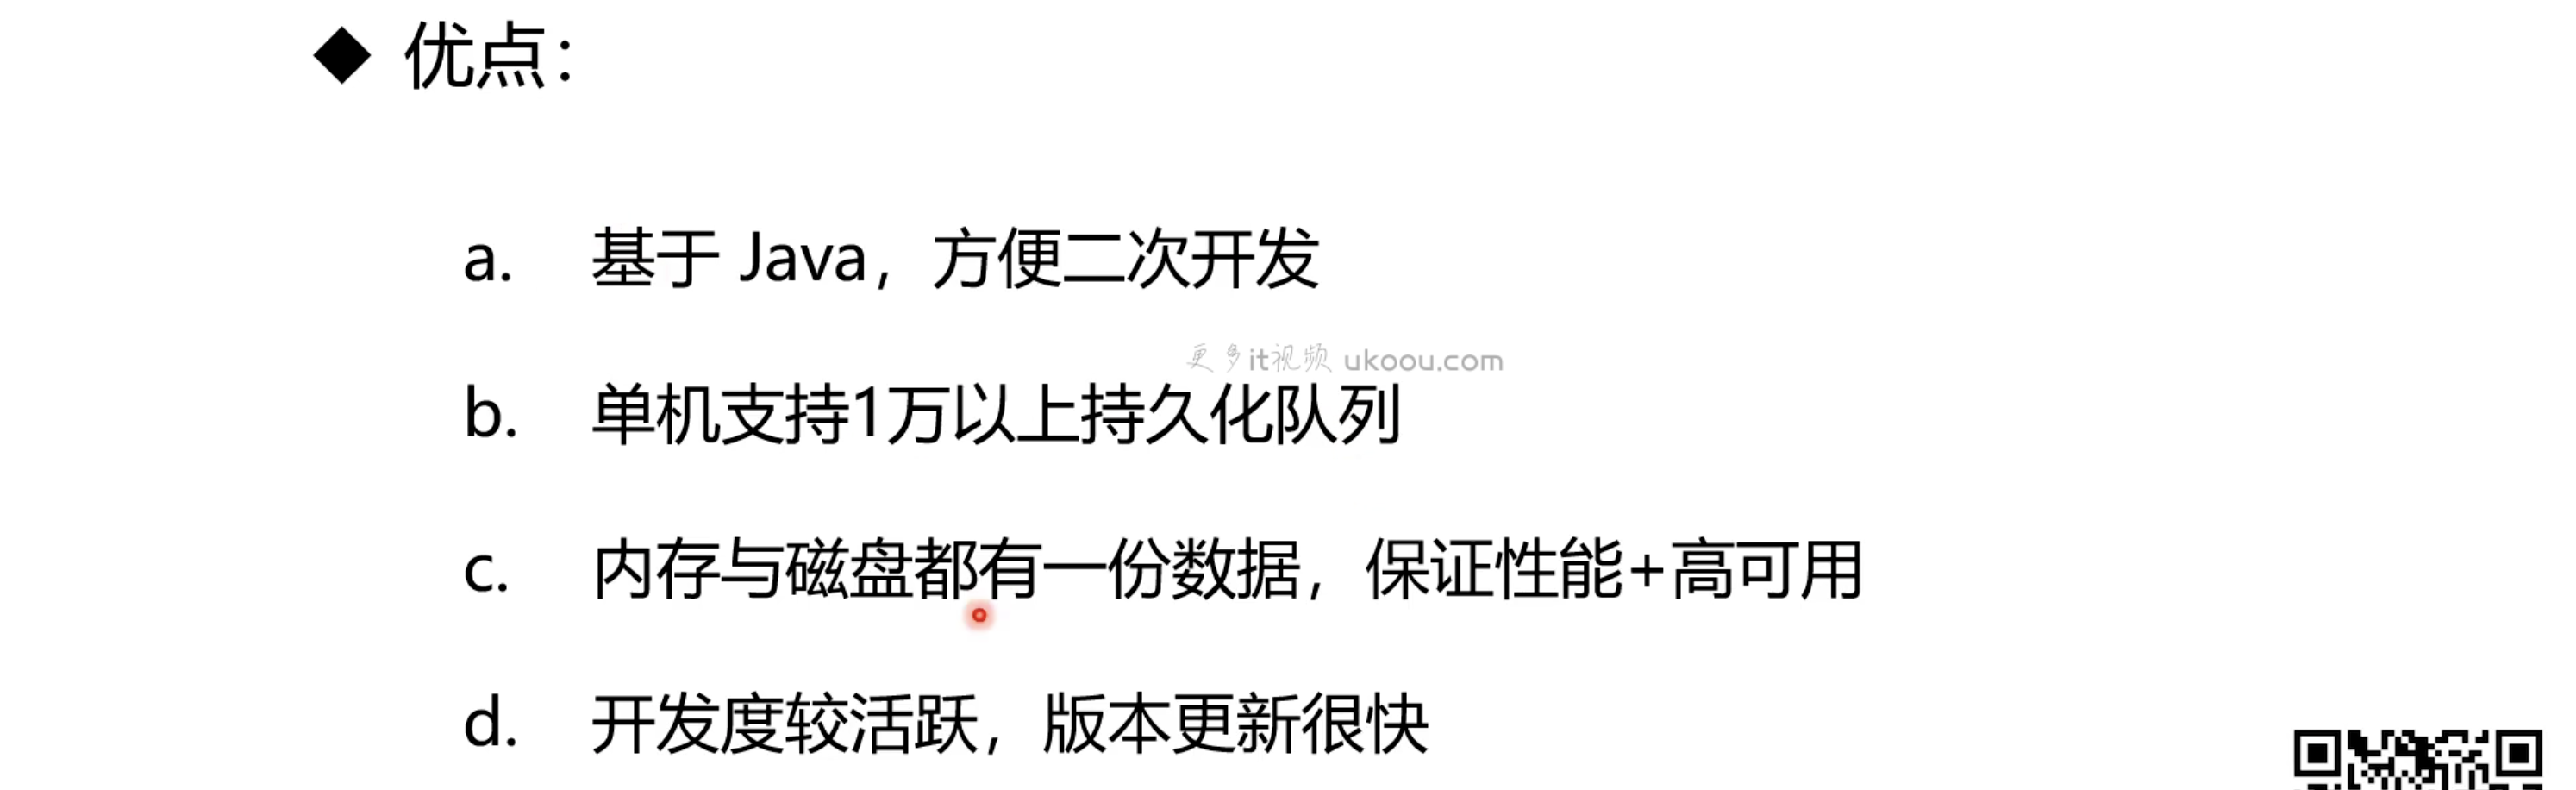 ◆ 优点：
a. 基于 Java，方便二次开发
更多it视频 ukoou.com
b. 单机支持1万以上持久化队列
c. 内存与磁盘都有一份数据，保证性能+高可用
d. 开发度较活跃，版本更新很快